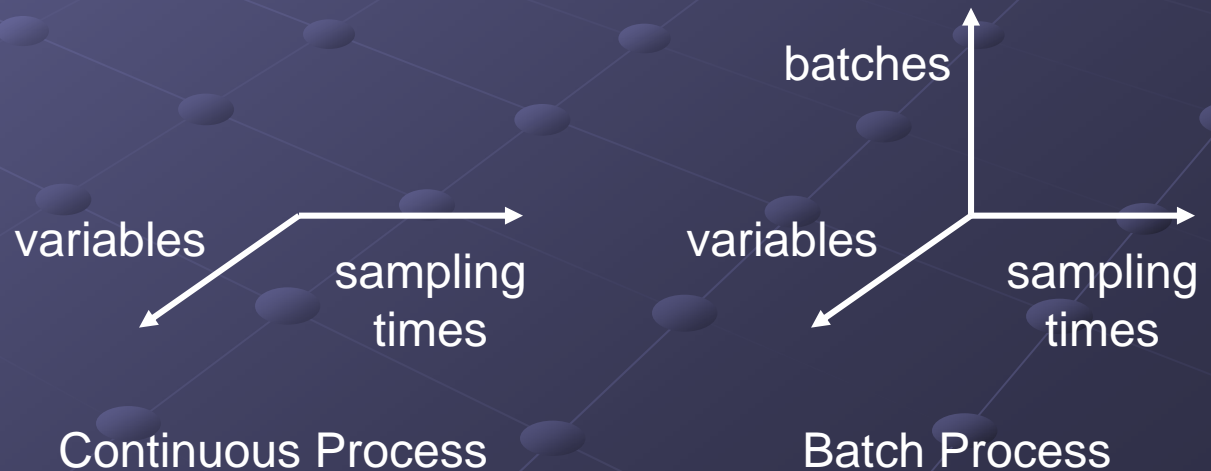 variables
sampling
times
Continuous Process
batches
variables
sampling
times
Batch Process